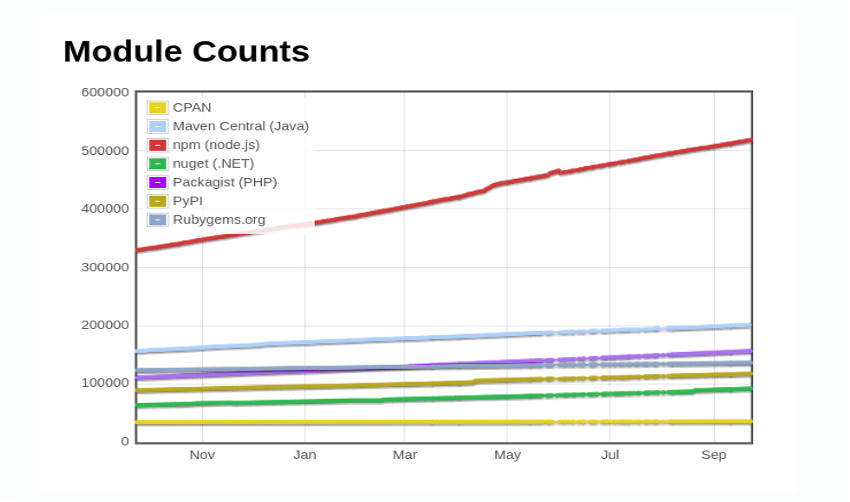 Module Counts
600000
500000
400000
300000
200000
100000
0
CPAN
Maven Central (Java)
npm (node.js)
nuget (.NET)
Packagist (PHP)
PyPI
Rubygems.org
Nov Jan Mar May Jul Sep